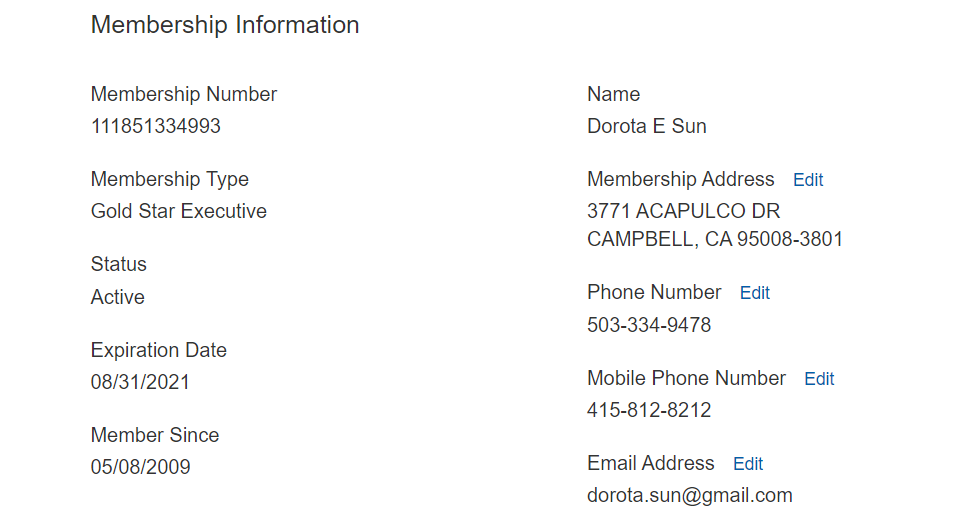 Membership Information
Membership Number
111851334993
Membership Type
Gold Star Executive
Status
Active
Expiration Date
08/31/2021
Member Since
05/08/2009
Name
Dorota E Sun
Membership Address Edit
3771 ACAPULCO DR
CAMPBELL, CA 95008-3801
Phone Number Edit
503-334-9478
Mobile Phone Number Edit
415-812-8212
Email Address Edit
dorota.sun@gmail.com